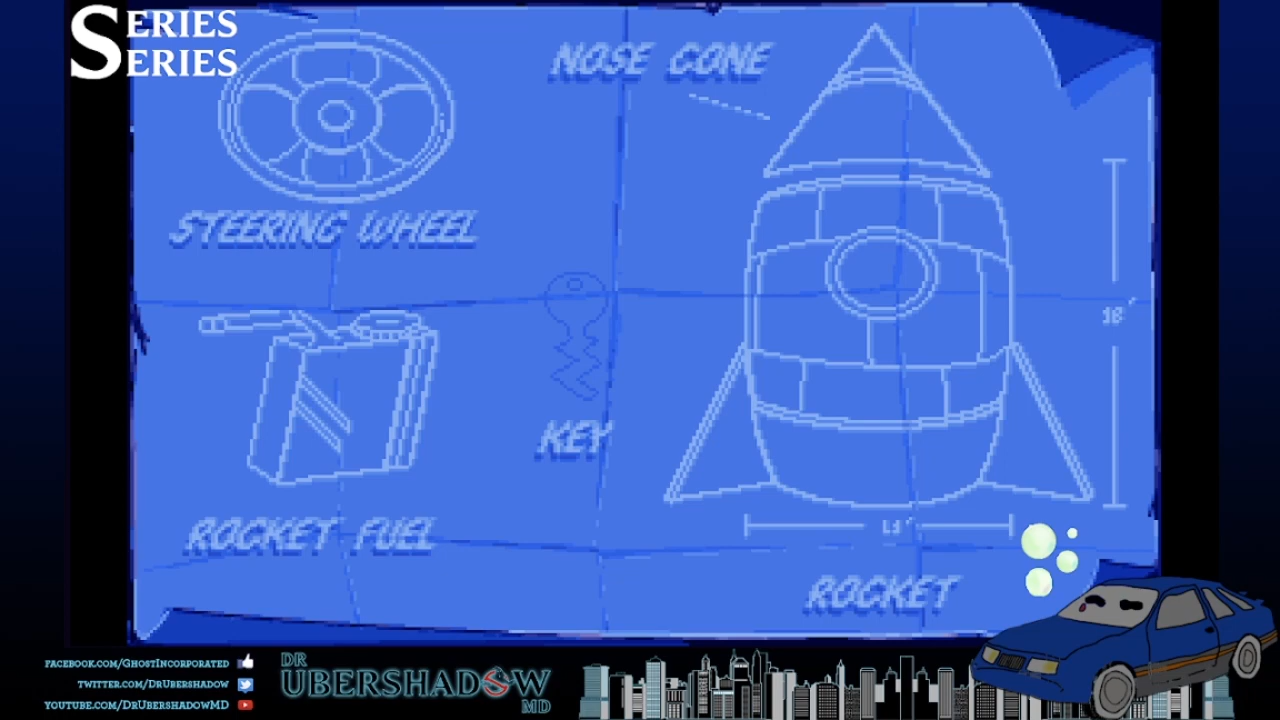 SERIES
SERIES
NOSE CONE
STEERING WHEEL
16'
KEY
ROCKET FUEL
ROCKET
FACEBOOK.COM/GHOSTINCORPORATED
TWITTER.COM/DRUBERSHADOW
YOUTUBE.COM/DRUBERSHADOWMD
DR
UBERSHADOW
MD